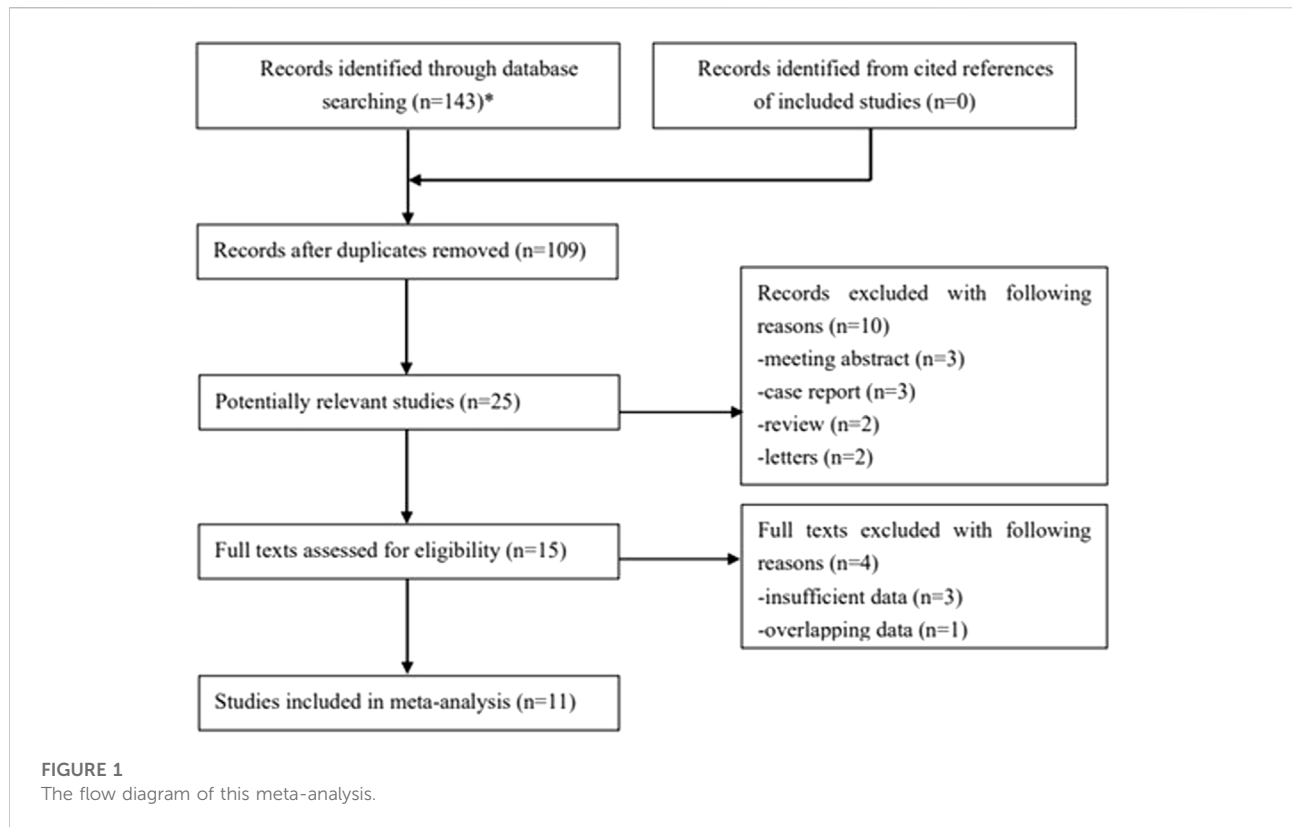 Records identified through database
searching (n=143)*
Records identified from cited references
of included studies (n=0)
Records after duplicates removed (n=109)
Records excluded with following
reasons (n=10)
-meeting abstract (n=3)
-case report (n=3)
-review (n=2)
-letters (n=2)
Potentially relevant studies (n=25)
Full texts assessed for eligibility (n=15)
Full texts excluded with following
reasons (n=4)
-insufficient data (n=3)
-overlapping data (n=1)
Studies included in meta-analysis (n=11)
FIGURE 1
The flow diagram of this meta-analysis.